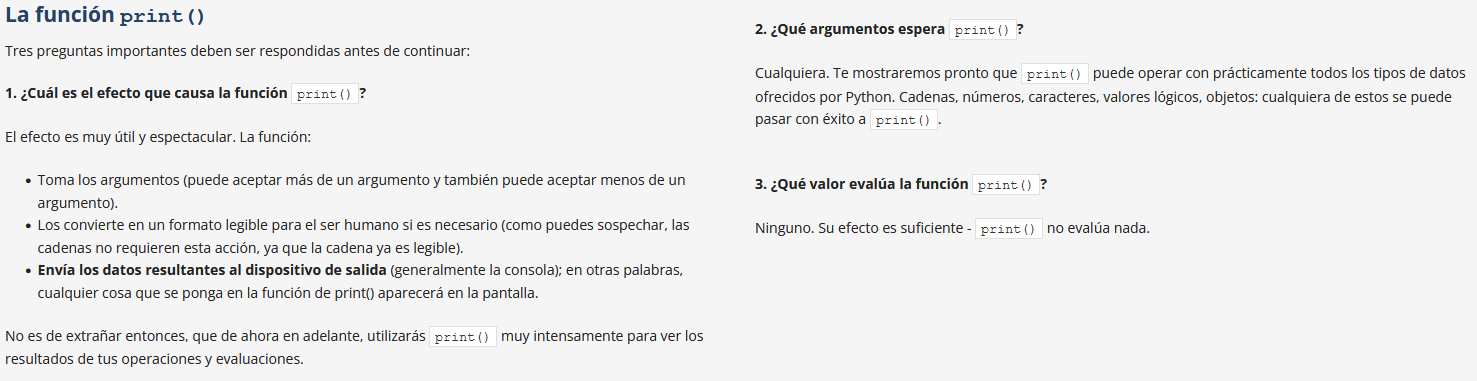 La función print()
Tres preguntas importantes deben ser respondidas antes de continuar:
1. ¿Cuál es el efecto que causa la función print()?
El efecto es muy útil y espectacular. La función:
• Toma los argumentos (puede aceptar más de un argumento y también puede aceptar menos de un
argumento).
• Los convierte en un formato legible para el ser humano si es necesario (como puedes sospechar, las
cadenas no requieren esta acción, ya que la cadena ya es legible).
• Envía los datos resultantes al dispositivo de salida (generalmente la consola); en otras palabras,
cualquier cosa que se ponga en la función de print() aparecerá en la pantalla.
No es de extrañar entonces, que de ahora en adelante, utilizarás print() muy intensamente para ver los
resultados de tus operaciones y evaluaciones.
2. ¿Qué argumentos espera print()?
Cualquiera. Te mostraremos pronto que print() puede operar con prácticamente todos los tipos de datos
ofrecidos por Python. Cadenas, números, caracteres, valores lógicos, objetos: cualquiera de estos se puede
pasar con éxito a print().
3. ¿Qué valor evalúa la función print()?
Ninguno. Su efecto es suficiente - print() no evalúa nada.